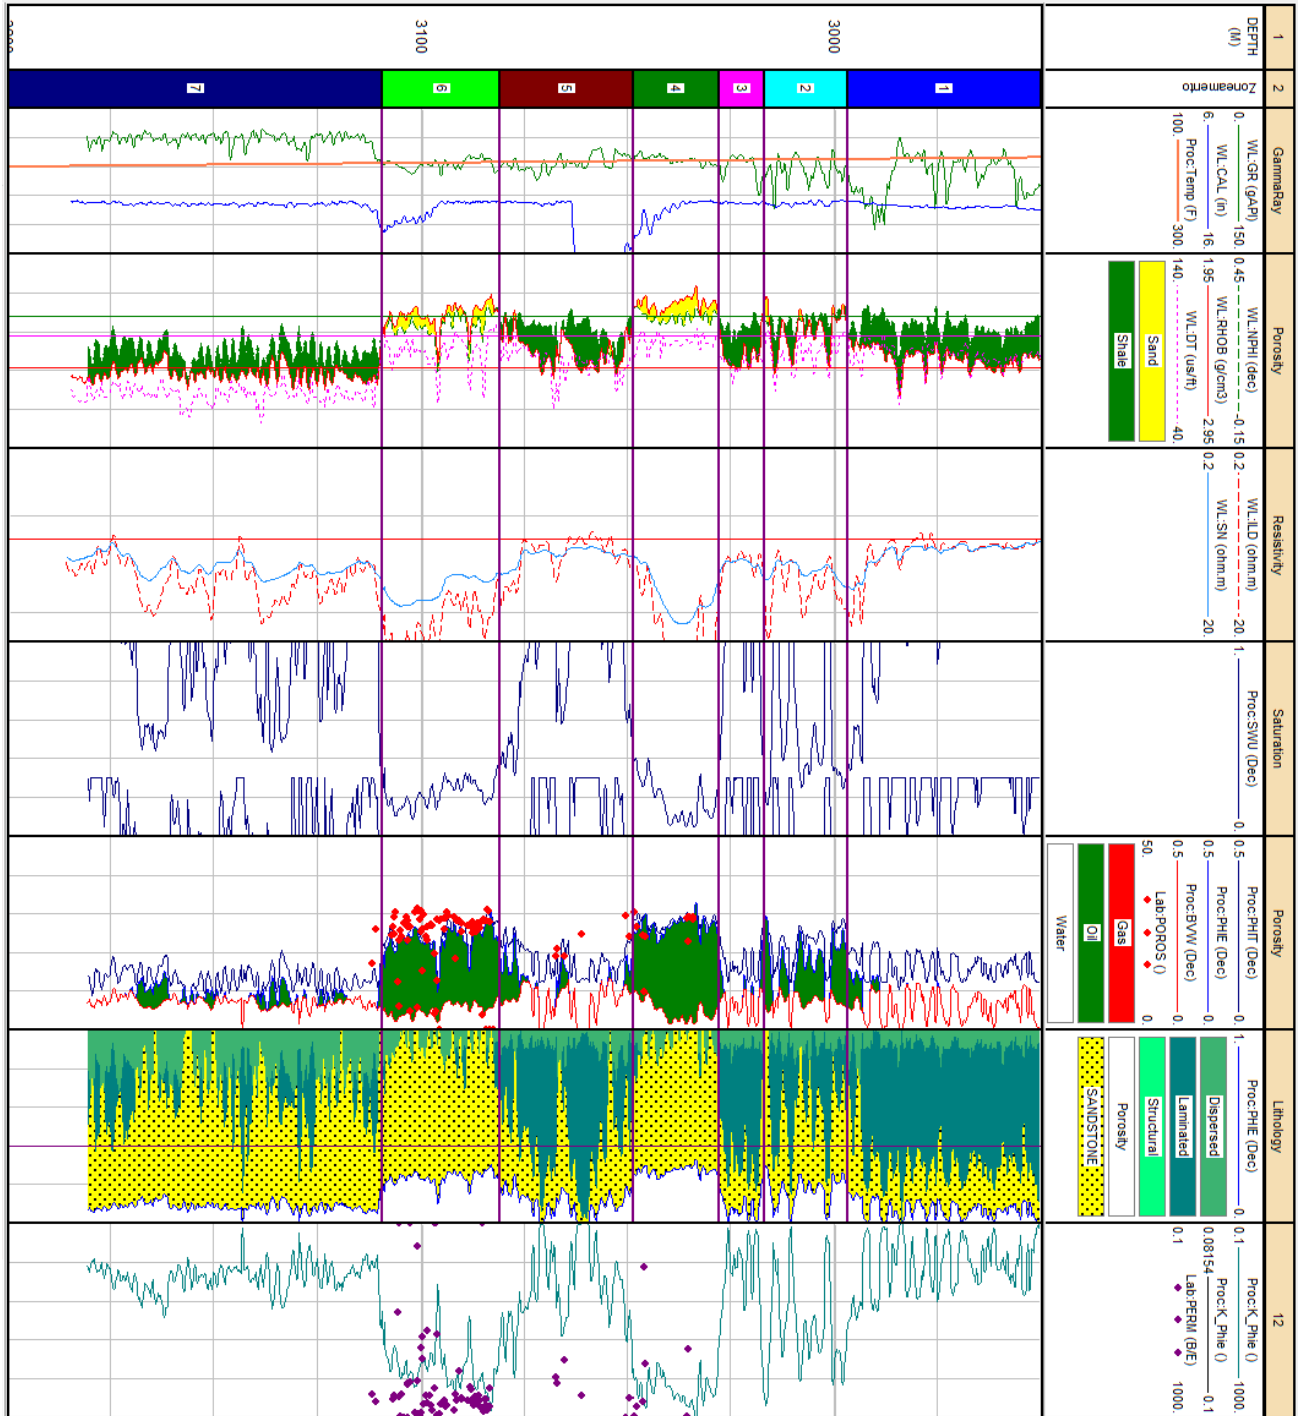 1
DEPTH
(M)
3000
3100
2
Zoneamento
1
2
3
4
5
6
7
GammaRay
0. WL:GR (gAPI) 150.
6. WL:CAL (in) 16.
100. Proc:Temp (F) 300.
Porosity
0.45 WL:NPHI (dec) -0.15
1.95 WL:RHOB (g/cm3) 2.95
140. WL:DT (us/ft) 40.
Sand
Shale
Resistivity
0.2 WL:ILD (ohm.m) 20.
0.2 WL:SN (ohm.m) 20.
Saturation
1. Proc:SWU (Dec) 0.
Porosity
0.5 Proc:PHIT (Dec) 0.
0.5 Proc:PHIE (Dec) 0.
0.5 Proc:BVW (Dec) 0.
50. Lab:POROS () 0.
Gas
Oil
Water
Lithology
1. Proc:PHIE (Dec) 0.
Dispersed
Laminated
Structural
Porosity
SANDSTONE
12
0.1 Proc:K_Phie () 1000.
0.08154 Proc:K_Phie () 0.1
0.1 Lab:PERM (B/E) 1000.